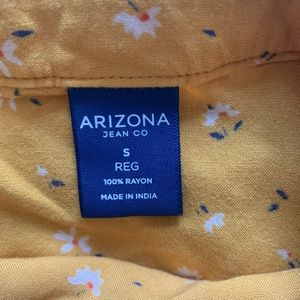 ARIZONA
JEAN CO
S
REG
100% RAYON
MADE IN INDIA